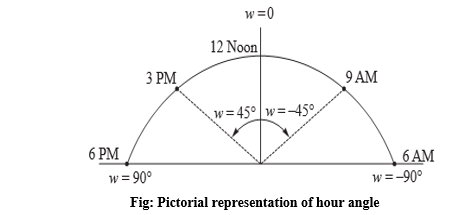 w=0
12 Noon
3 PM
9 AM
w=45°
w=-45°
6 PM
6 AM
w=90°
w=-90°
Fig: Pictorial representation of hour angle